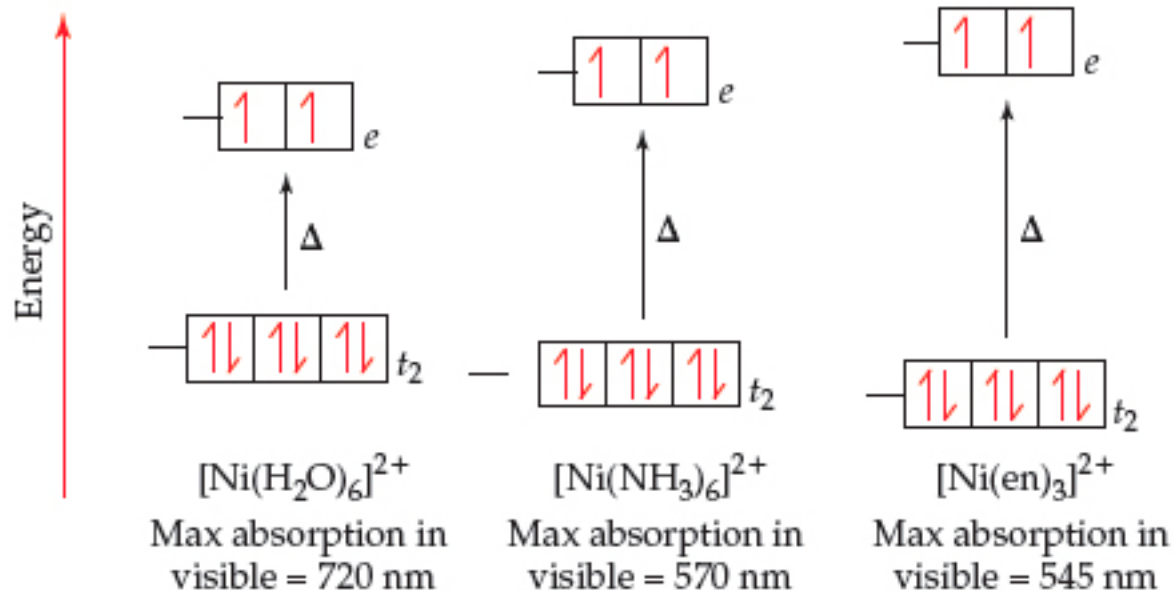 Energy
e
Δ
t₂
[Ni(H₂O)₆]²⁺
Max absorption in
visible = 720 nm
e
Δ
t₂
[Ni(NH₃)₆]²⁺
Max absorption in
visible = 570 nm
e
Δ
t₂
[Ni(en)₃]²⁺
Max absorption in
visible = 545 nm